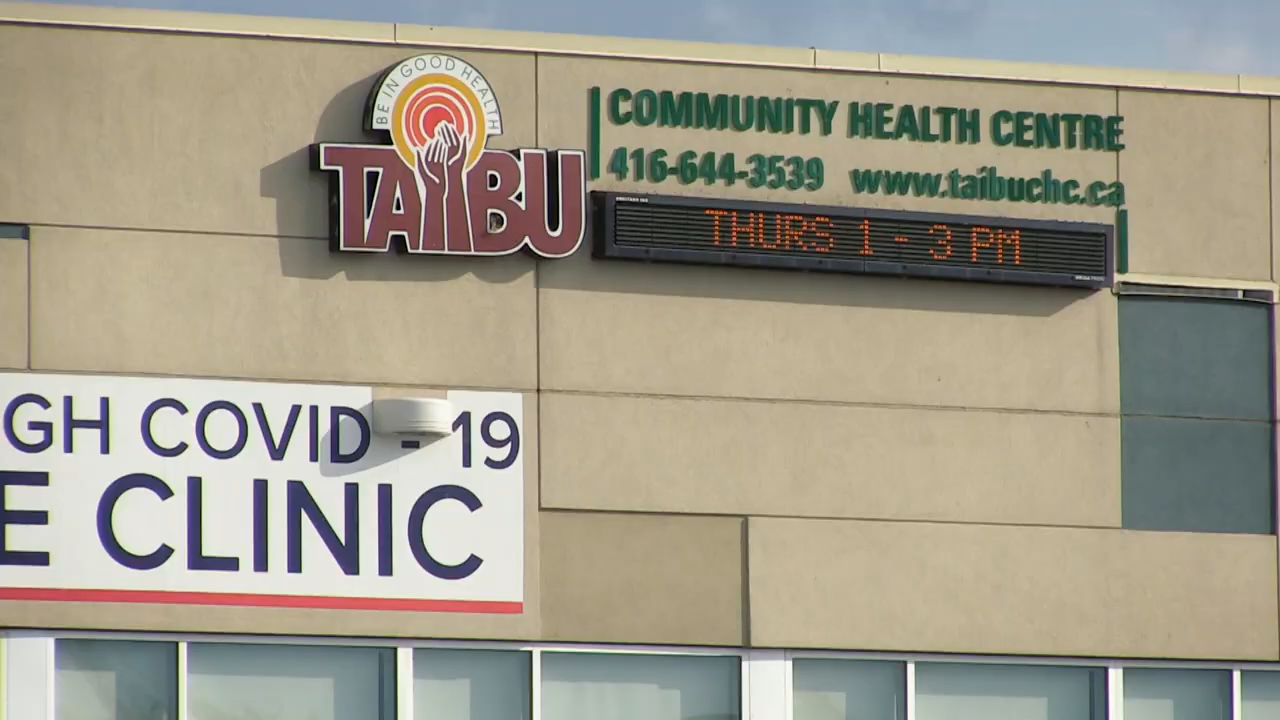 BE IN GOOD HEALTH
TAIBU
COMMUNITY HEALTH CENTRE
416-644-3539 www.taibuchc.ca
THURS 1 - 3 PM
GH COVID - 19
E CLINIC